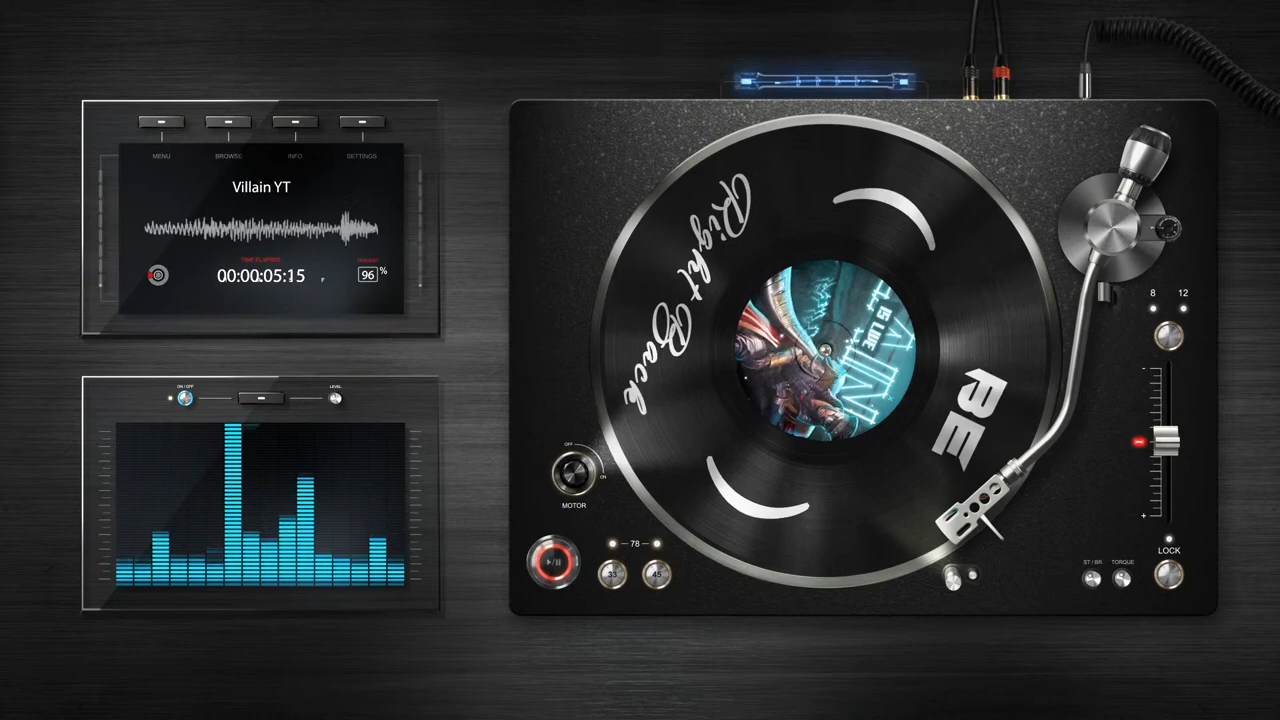 MENU
BROWSE
INFO
SETTINGS
Villain YT
TIME ELAPSED
00:00:05:15
F
96
%
ON / OFF
LEVEL
Right Back
BE
IS LIVE
OFF
ON
MOTOR
78
33
45
8
12
-
+
LOCK
ST / BR
TORQUE